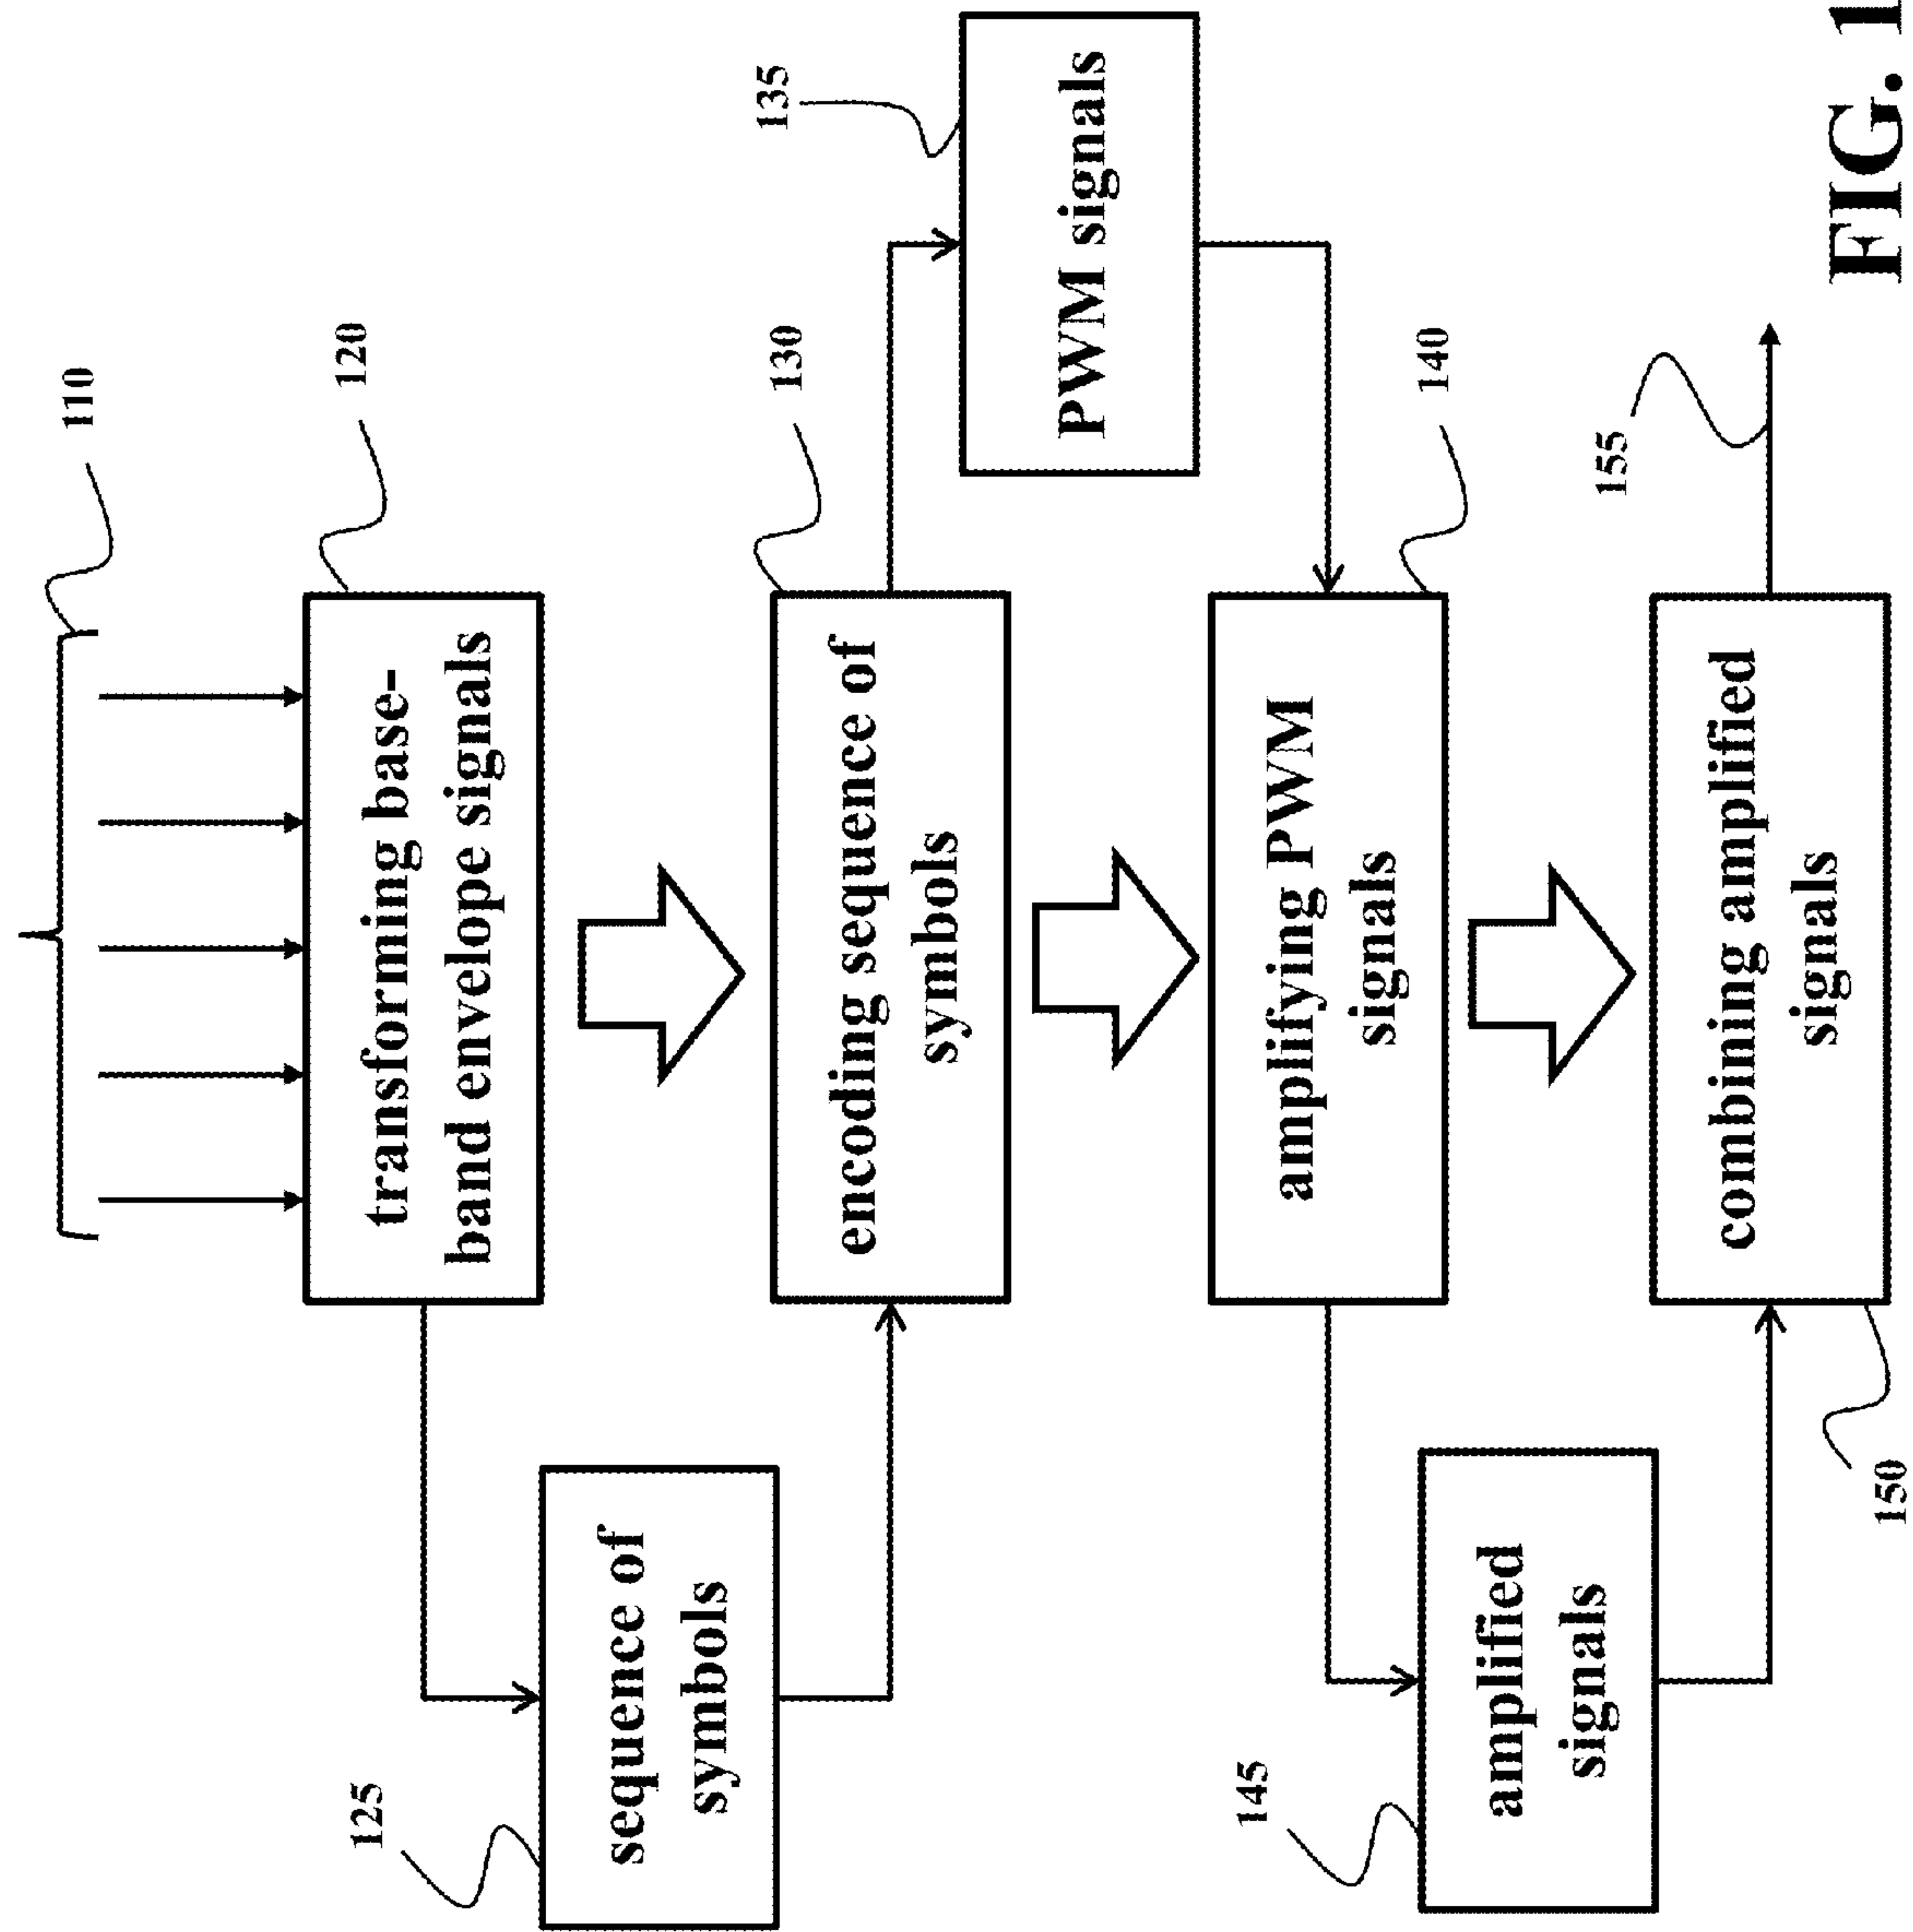 110
transforming base-
band envelope signals
120
sequence of
symbols
125
encoding sequence of
symbols
130
PWM signals
135
amplifying PWM
signals
140
amplified
signals
145
combining amplified
signals
150
155
FIG. 1